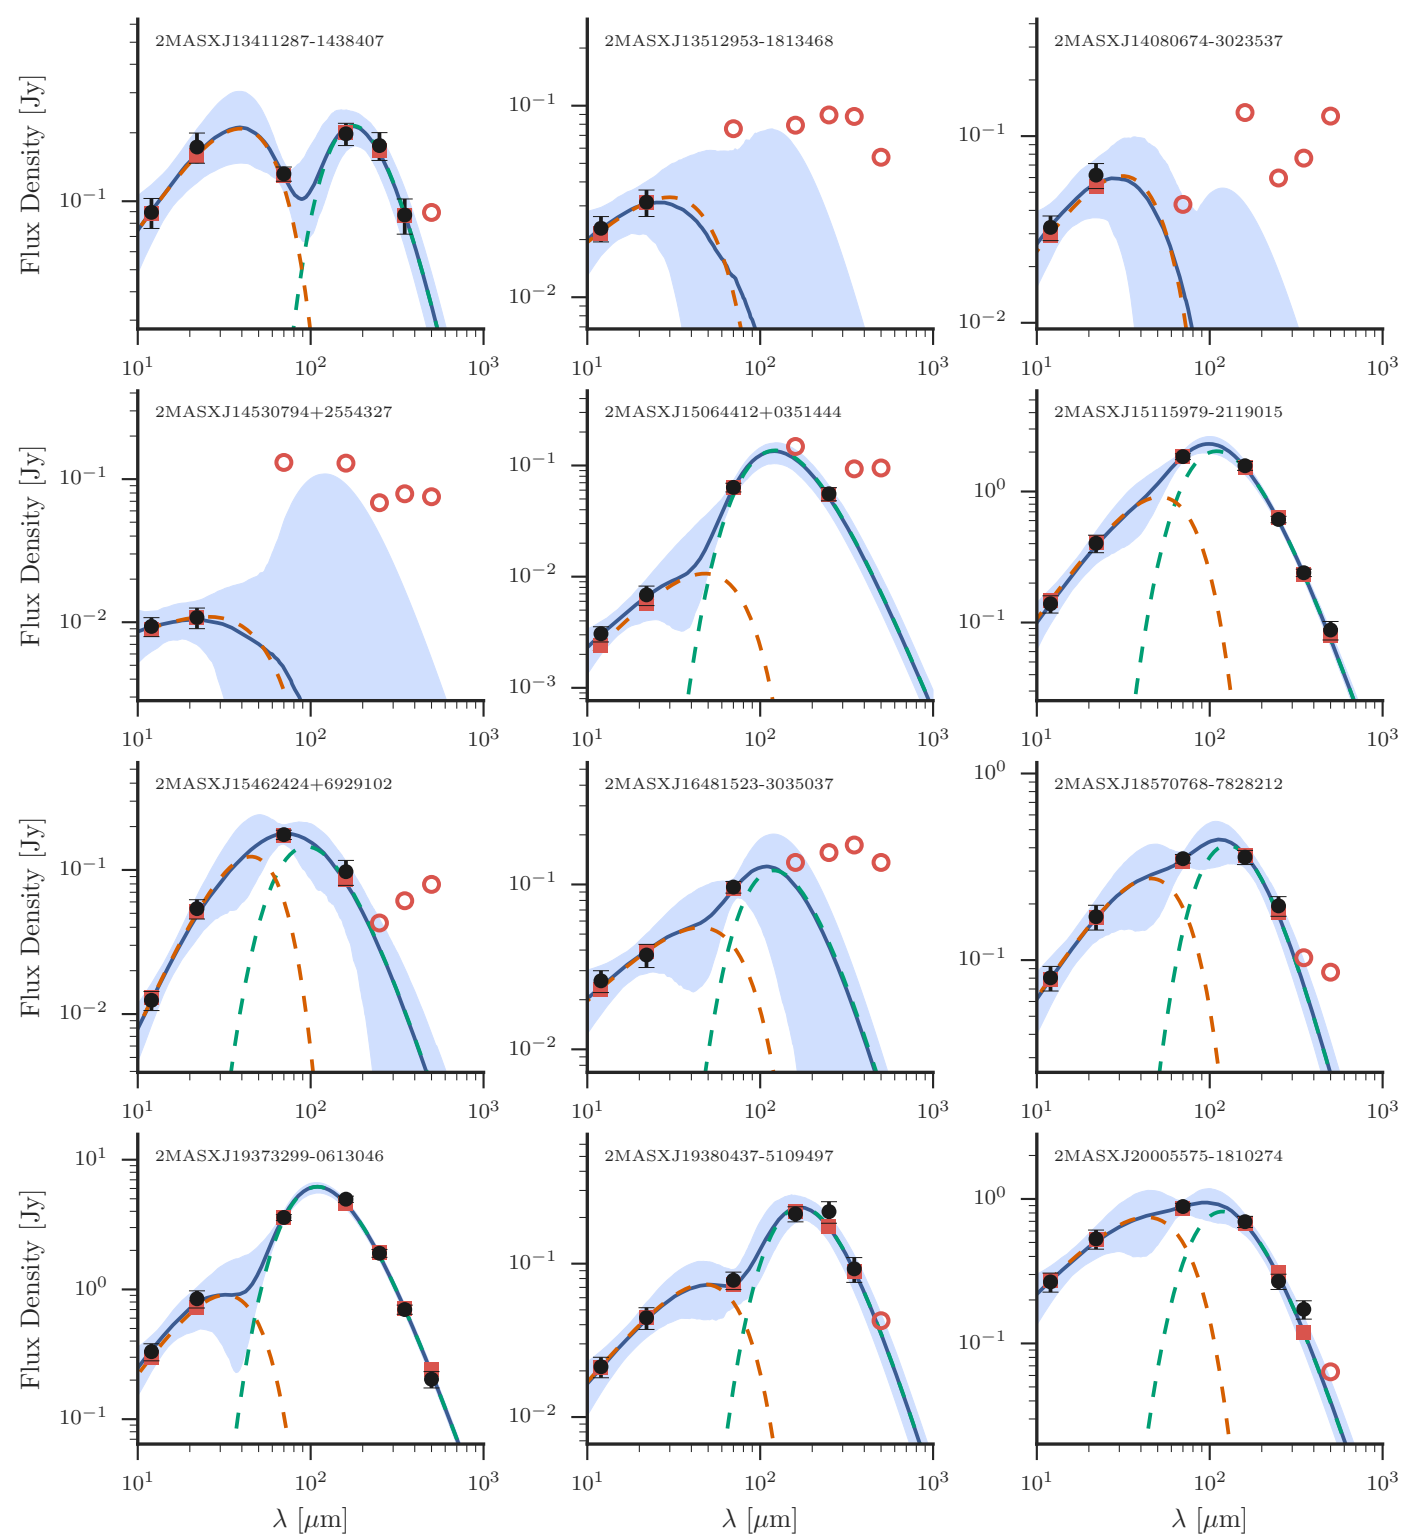 2MASXJ13411287-1438407
2MASXJ13512953-1813468
2MASXJ14080674-3023537
Flux Density [Jy]
10⁻¹
10⁻¹
10⁻²
10⁻¹
10⁻²
10¹ 10² 10³
10¹ 10² 10³
10¹ 10² 10³
2MASXJ14530794+2554327
2MASXJ15064412+0351444
2MASXJ15115979-2119015
Flux Density [Jy]
10⁻¹
10⁻²
10⁻¹
10⁻²
10⁻³
10⁰
10⁻¹
10¹ 10² 10³
10¹ 10² 10³
10¹ 10² 10³
2MASXJ15462424+6929102
2MASXJ16481523-3035037
2MASXJ18570768-7828212
Flux Density [Jy]
10⁻¹
10⁻²
10⁻¹
10⁻²
10⁰
10⁻¹
10¹ 10² 10³
10¹ 10² 10³
10¹ 10² 10³
2MASXJ19373299-0613046
2MASXJ19380437-5109497
2MASXJ20005575-1810274
Flux Density [Jy]
10¹
10⁰
10⁻¹
10⁻¹
10⁻²
10⁰
10⁻¹
10¹ 10² 10³
10¹ 10² 10³
10¹ 10² 10³
λ [μm]
λ [μm]
λ [μm]